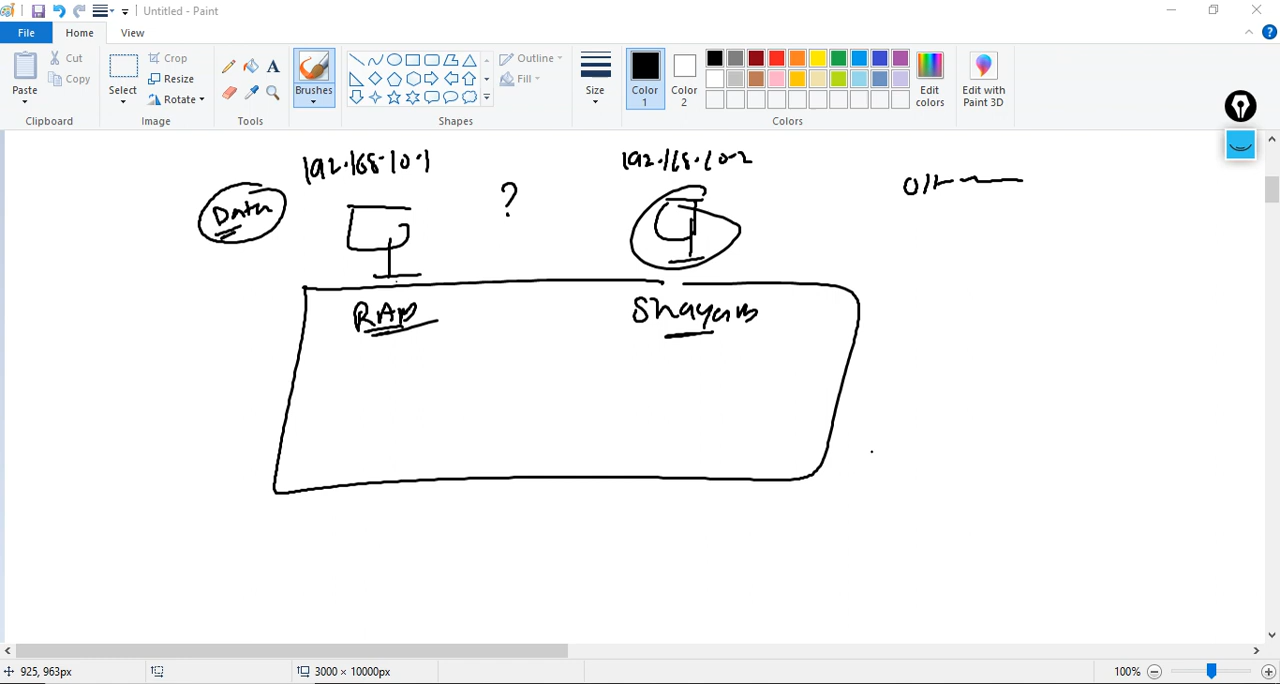 Untitled - Paint
File Home View
Paste
Cut
Copy
Clipboard
Select
Crop
Resize
Rotate
Image
A
Tools
Brushes
Shapes
Outline
Fill
Size
Color 1
Color 2
Edit colors
Edit with Paint 3D
Colors
192.168.10.1
192.168.10.2
Data
?
RAM
Shayam
925, 963px
3000 × 10000px
100%